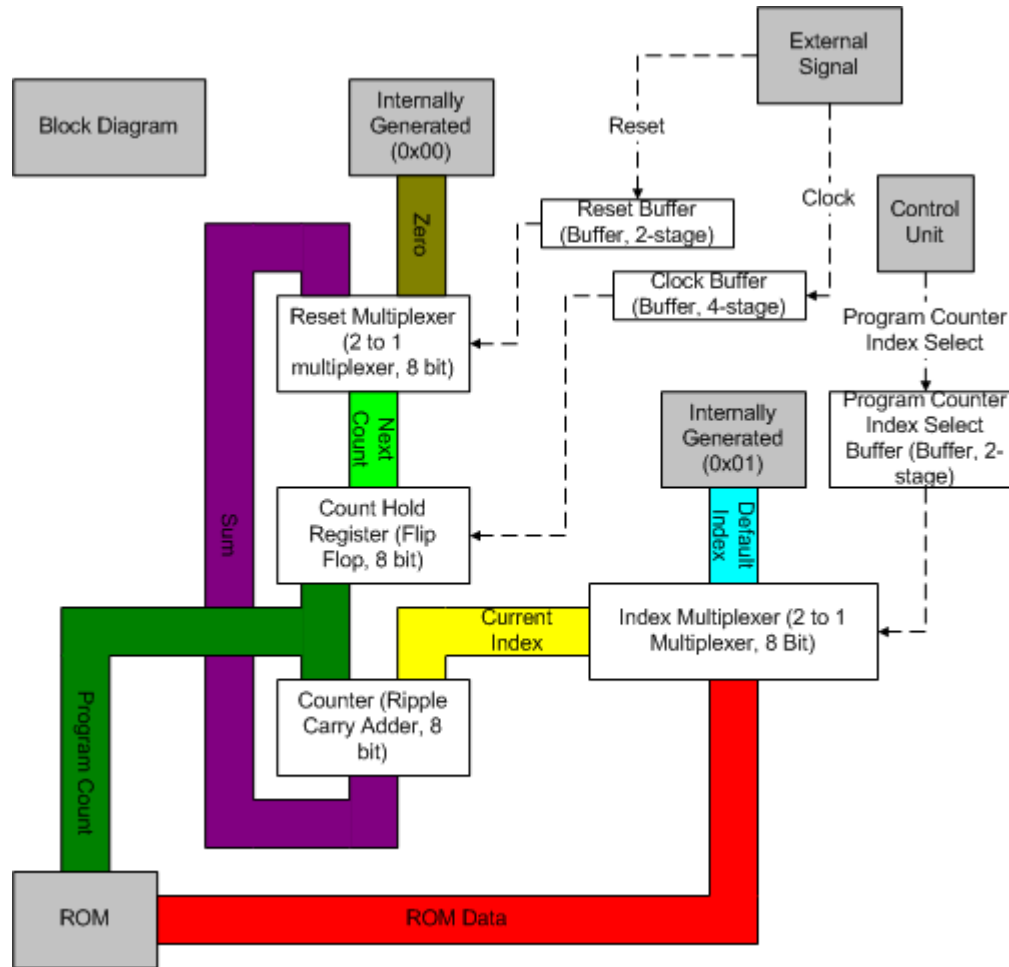 External
Signal
Block Diagram
Internally
Generated
(0x00)
Reset
Clock
Control
Unit
Zero
Reset Buffer
(Buffer, 2-stage)
Clock Buffer
(Buffer, 4-stage)
Reset Multiplexer
(2 to 1
multiplexer, 8 bit)
Program Counter
Index Select
Next
Count
Internally
Generated
(0x01)
Program Counter
Index Select
Buffer (Buffer, 2-
stage)
Sum
Count Hold
Register (Flip
Flop, 8 bit)
Default
Index
Current
Index
Index Multiplexer (2 to 1
Multiplexer, 8 Bit)
Program Count
Counter (Ripple
Carry Adder, 8
bit)
ROM
ROM Data